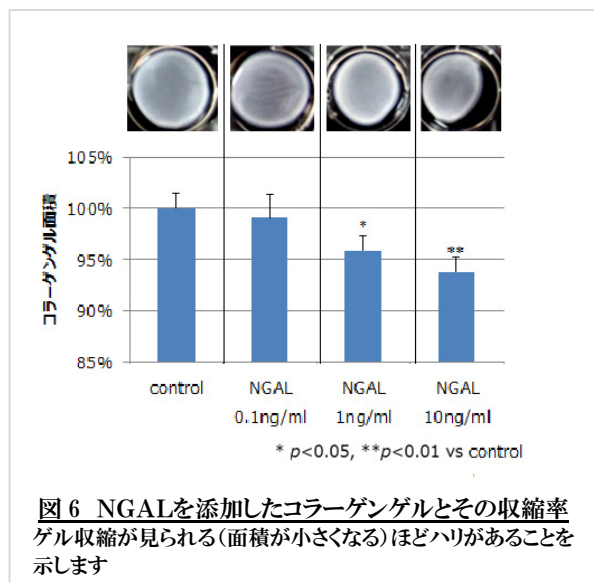 105%
100%
95%
90%
85%
コラーゲンゲル面積
*
**
control
NGAL
0.1ng/ml
NGAL
1ng/ml
NGAL
10ng/ml
* p<0.05, **p<0.01 vs control
図 6 NGALを添加したコラーゲンゲルとその収縮率
ゲル収縮が見られる(面積が小さくなる)ほどハリがあることを
示します